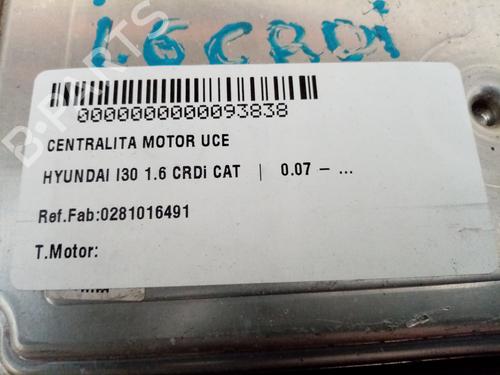 1.6 CRDi
B-PARTS
0000000000093838
CENTRALITA MOTOR UCE
HYUNDAI I30 1.6 CRDi CAT | 0.07 – ...
Ref.Fab:0281016491
T.Motor: